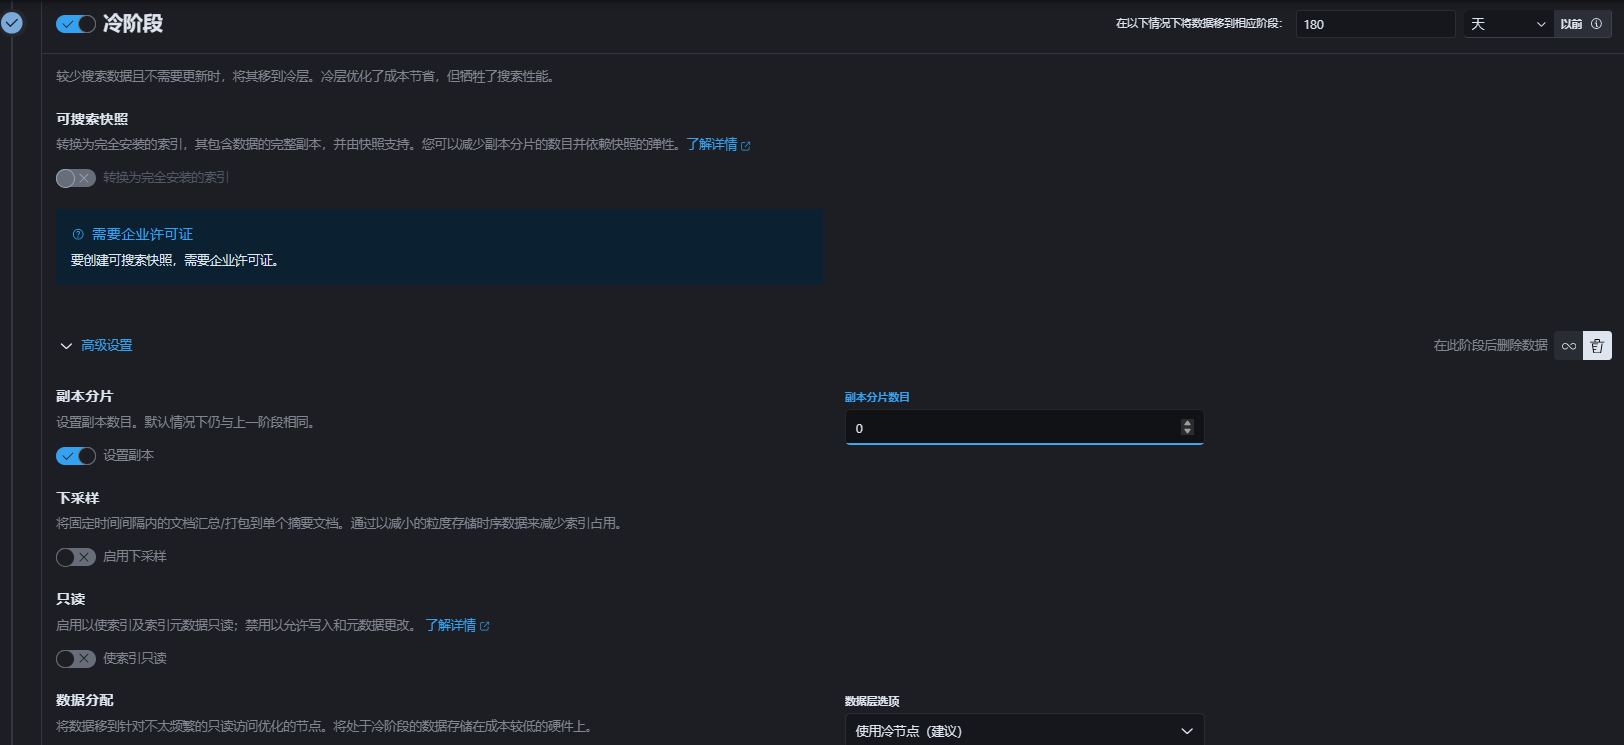 冷阶段
在以下情况下将数据移到相应阶段: 180 天 以前
较少搜索数据且不需要更新时，将其移到冷层。冷层优化了成本节省，但牺牲了搜索性能。
可搜索快照
转换为完全安装的索引，其包含数据的完整副本，并由快照支持。您可以减少副本分片的数目并依赖快照的弹性。了解详情
转换为完全安装的索引
需要企业许可证
要创建可搜索快照，需要企业许可证。
高级设置
在此阶段后删除数据
副本分片
副本分片数目
设置副本数目。默认情况下仍与上一阶段相同。
0
设置副本
下采样
将固定时间间隔内的文档汇总/打包到单个摘要文档。通过以减小的粒度存储时序数据来减少索引占用。
启用下采样
只读
启用以使索引及索引元数据只读；禁用以允许写入和元数据更改。 了解详情
使索引只读
数据分配
数据层选项
将数据移到针对不太频繁的只读访问优化的节点。将处于冷阶段的数据存储在成本较低的硬件上。
使用冷节点（建议）